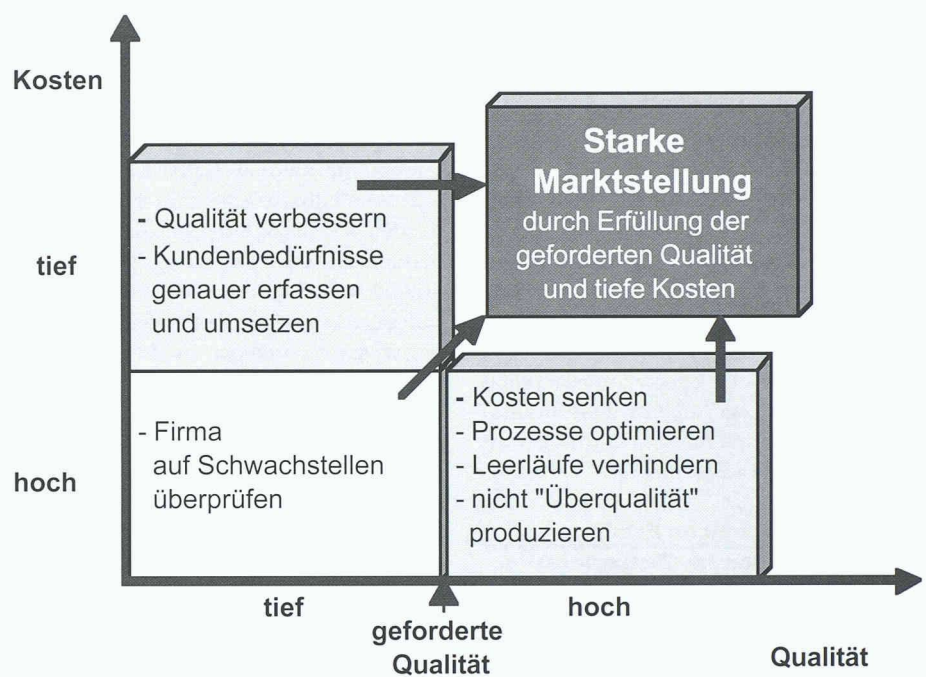 Kosten
Starke
Marktstellung
durch Erfüllung der
geforderten Qualität
und tiefe Kosten
tief
- Qualität verbessern
- Kundenbedürfnisse
genauer erfassen
und umsetzen
hoch
- Firma
auf Schwachstellen
überprüfen
- Kosten senken
- Prozesse optimieren
- Leerläufe verhindern
- nicht "Überqualität"
produzieren
tief
hoch
geforderte
Qualität
Qualität